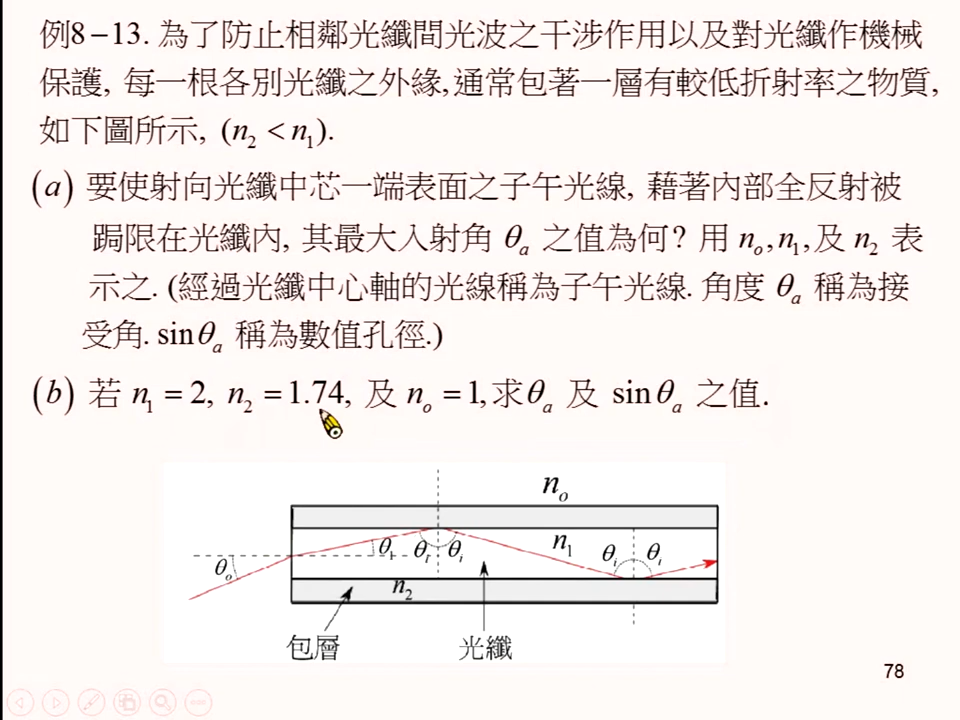 例8－13. 為了防止相鄰光纖間光波之干涉作用以及對光纖作機械
保護, 每一根各別光纖之外緣,通常包著一層有較低折射率之物質,
如下圖所示, (n₂ < n₁).
(a) 要使射向光纖中芯一端表面之子午光線, 藉著內部全反射被
跼限在光纖內, 其最大入射角 θₐ 之值為何? 用 nₒ,n₁,及 n₂ 表
示之. (經過光纖中心軸的光線稱為子午光線. 角度 θₐ 稱為接
受角. sinθₐ 稱為數值孔徑.)
(b) 若 n₁ = 2, n₂ = 1.74, 及 nₒ = 1,求θₐ 及 sinθₐ 之值.
nₒ
θₒ θ₁ θᵢ θᵢ n₁ θᵢ θᵢ
n₂
包層 光纖
78